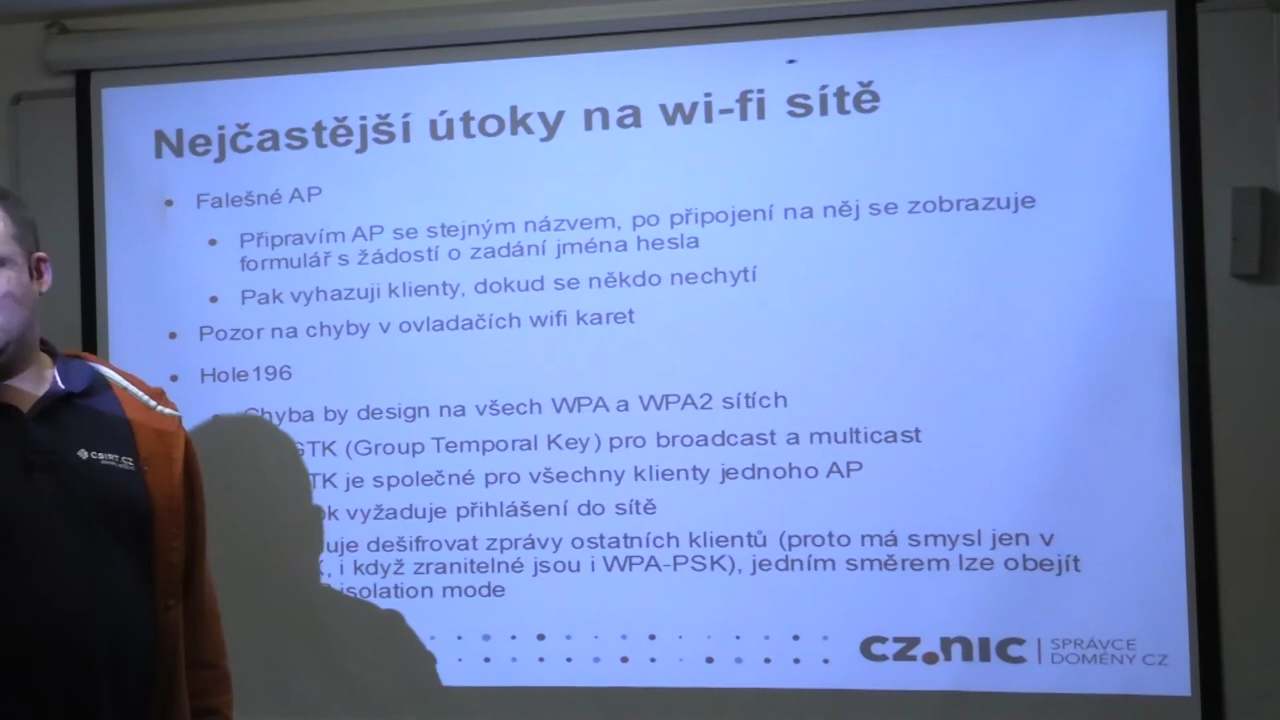 Nejčastější útoky na wi-fi sítě
Falešné AP
Připravím AP se stejným názvem, po připojení na něj se zobrazuje
formulář s žádostí o zadání jména hesla
Pak vyhazuji klienty, dokud se někdo nechytí
Pozor na chyby v ovladačích wifi karet
Hole196
Chyba by design na všech WPA a WPA2 sítích
GTK (Group Temporal Key) pro broadcast a multicast
TK je společné pro všechny klienty jednoho AP
vyžaduje přihlášení do sítě
dešifrovat zprávy ostatních klientů (proto má smysl jen v
, i když zranitelné jsou i WPA-PSK), jedním směrem lze obejít
isolation mode
CSIRT.CZ
CZ.NIC | SPRÁVCE
DOMÉNY CZ